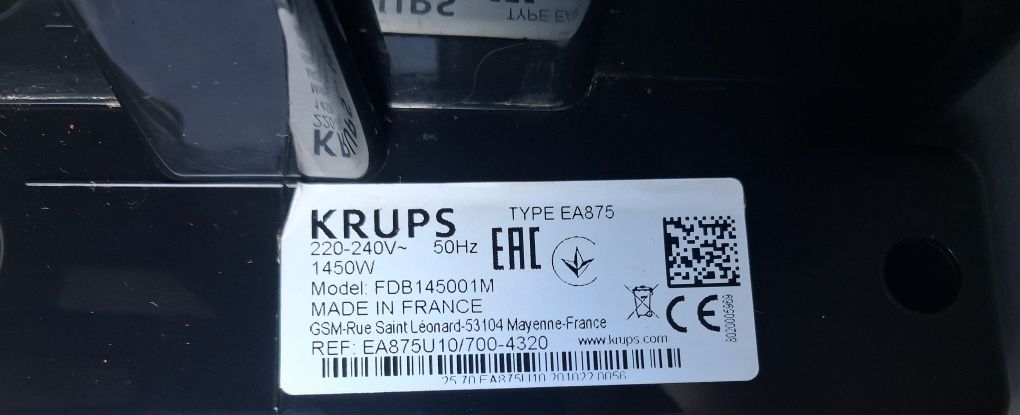 KRUPS
TYPE EA875
220-240V~ 50Hz
1450W
EAC
Model: FDB145001M
MADE IN FRANCE
GSM-Rue Saint Léonard-53104 Mayenne-France
REF: EA875U10/700-4320
www.krups.com
CE